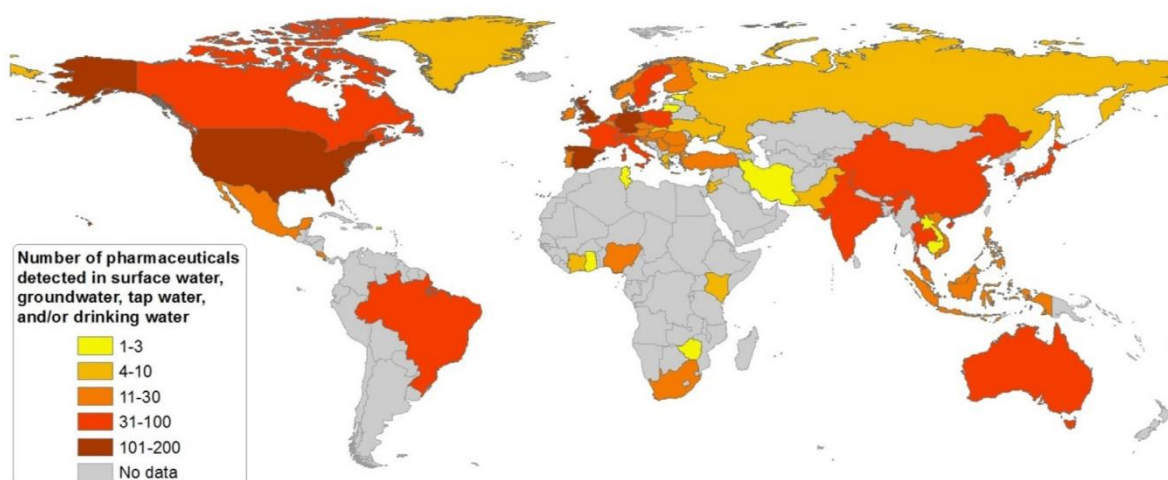 Number of pharmaceuticals
detected in surface water,
groundwater, tap water,
and/or drinking water
1-3
4-10
11-30
31-100
101-200
No data